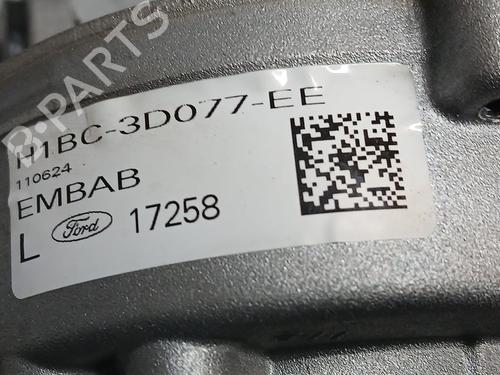 B-PARTS
H1BC-3D077-EE
110624
EMBAB
L Ford 17258